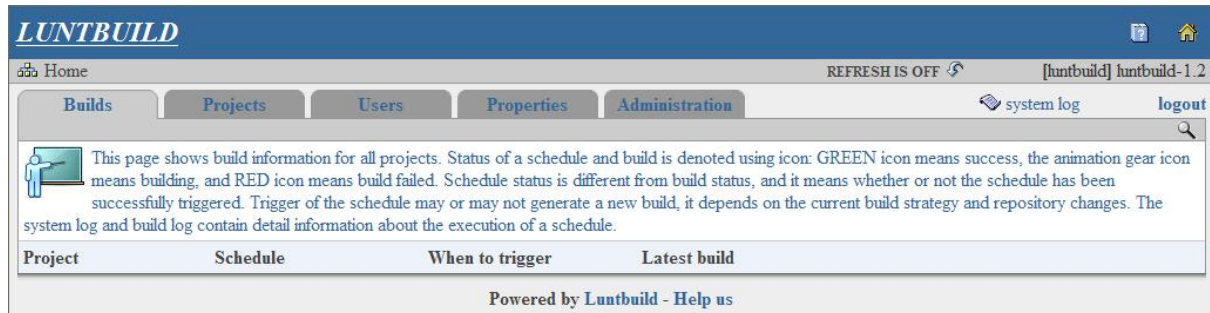 LUNTBUILD
Home REFRESH IS OFF [luntbuild] luntbuild-1.2
Builds Projects Users Properties Administration system log logout
This page shows build information for all projects. Status of a schedule and build is denoted using icon: GREEN icon means success, the animation gear icon
means building, and RED icon means build failed. Schedule status is different from build status, and it means whether or not the schedule has been
successfully triggered. Trigger of the schedule may or may not generate a new build, it depends on the current build strategy and repository changes. The
system log and build log contain detail information about the execution of a schedule.
Project Schedule When to trigger Latest build
Powered by Luntbuild - Help us